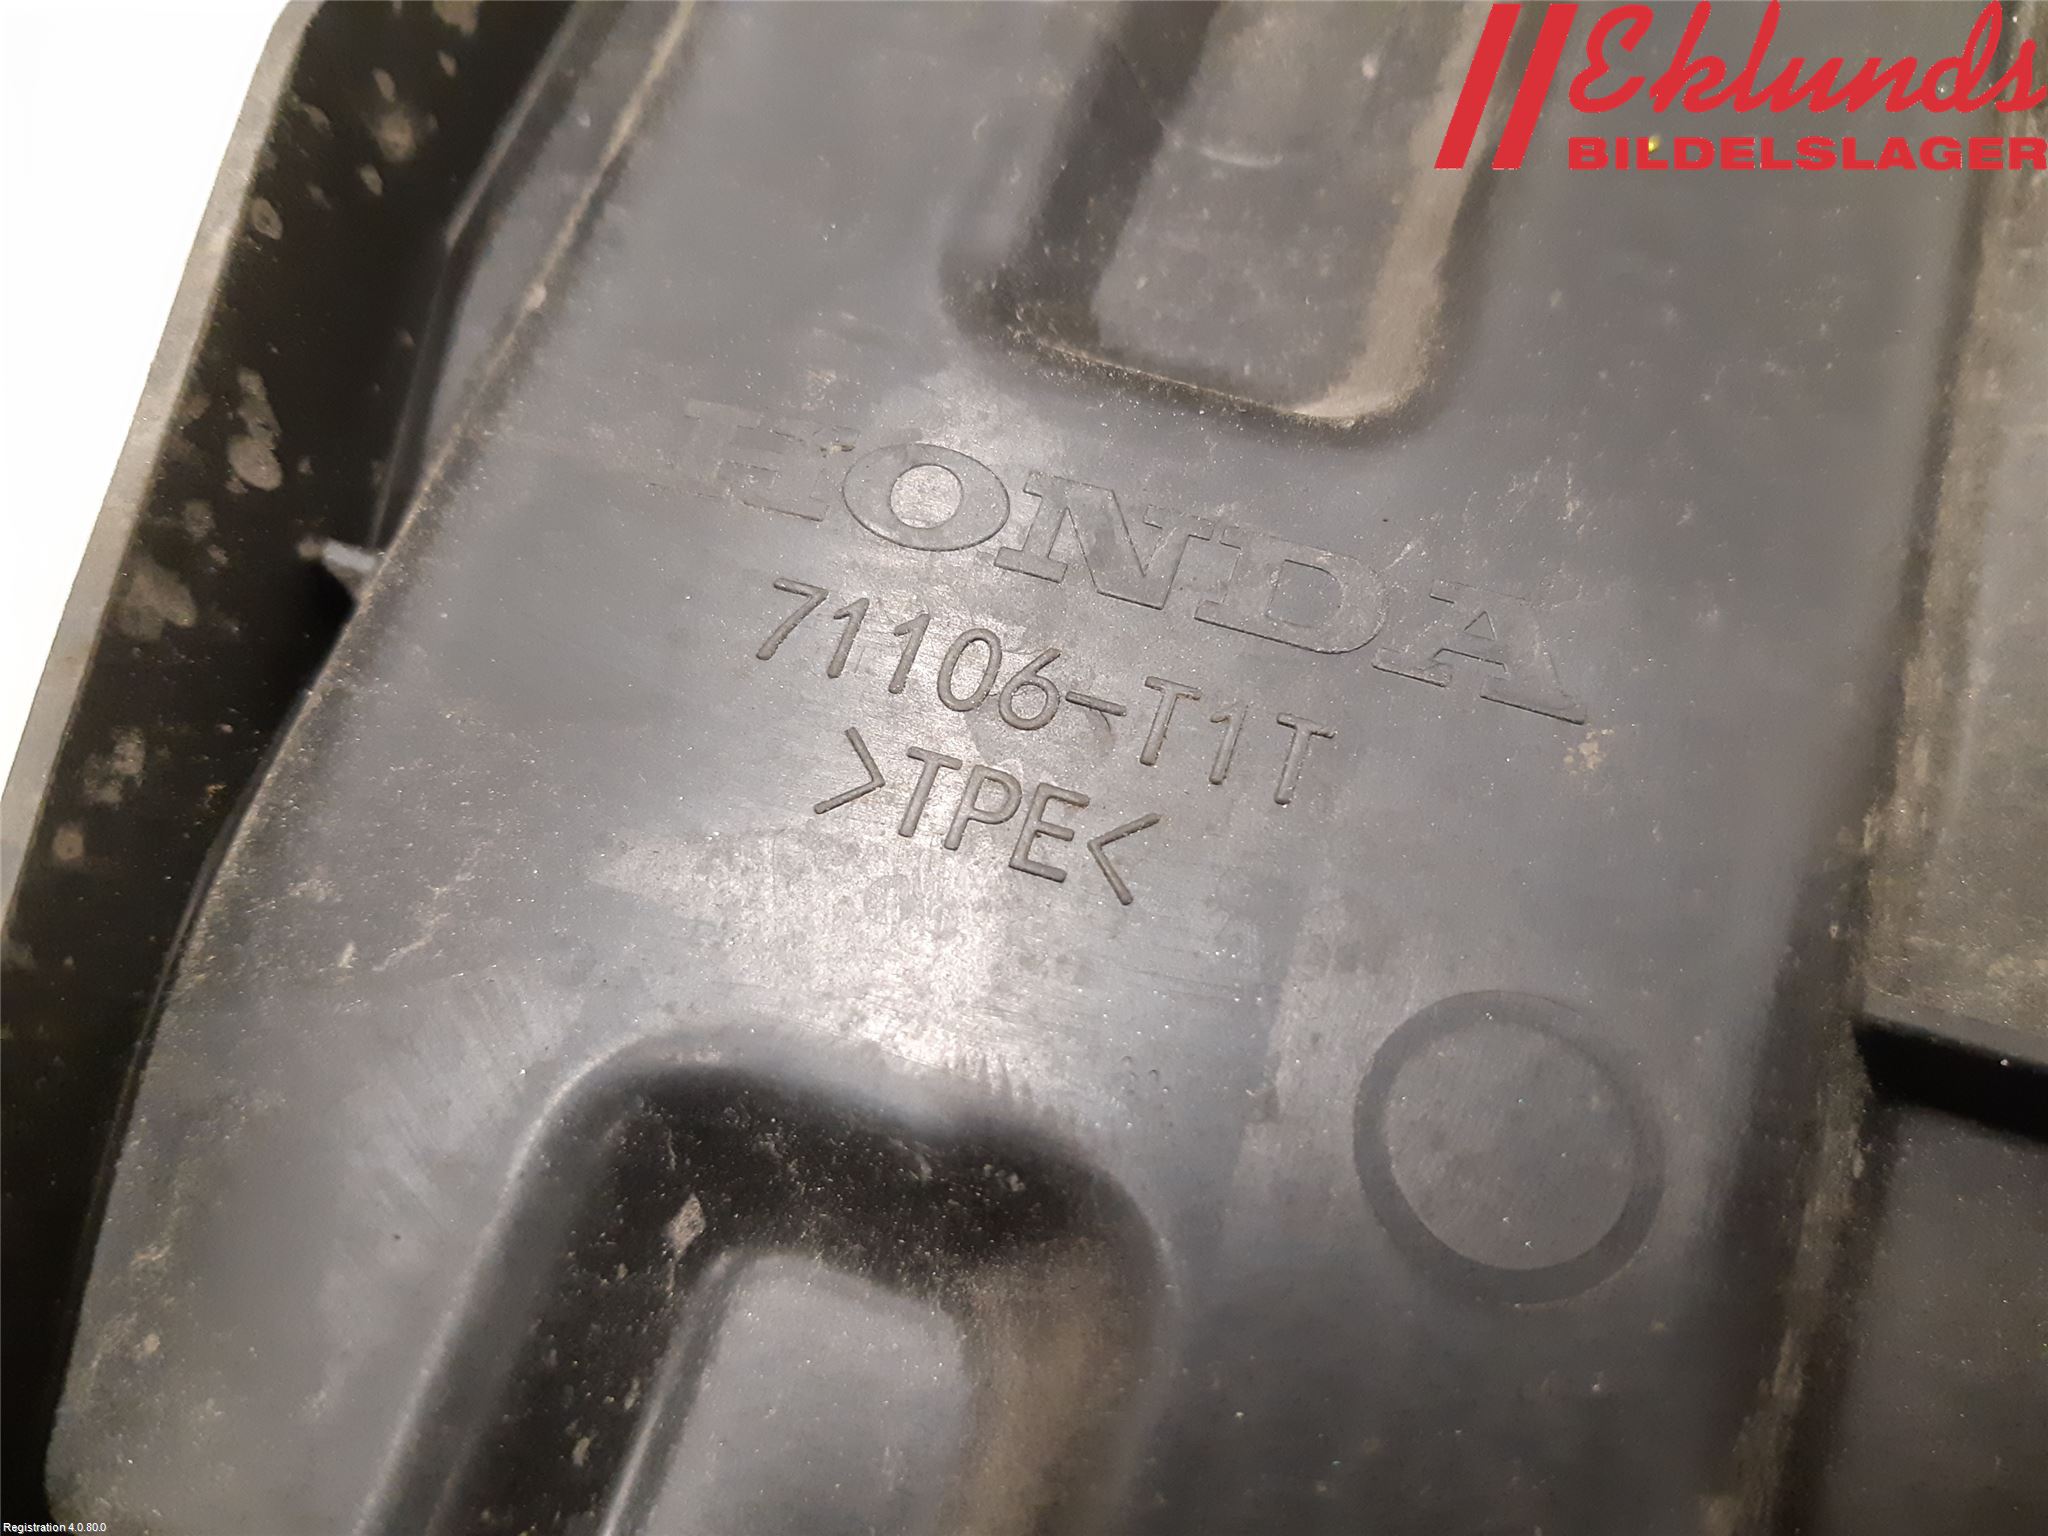 Eklunds
BILDELSLAGER
HONDA
71106-T1T
>TPE<
Registration 4.0.80.0